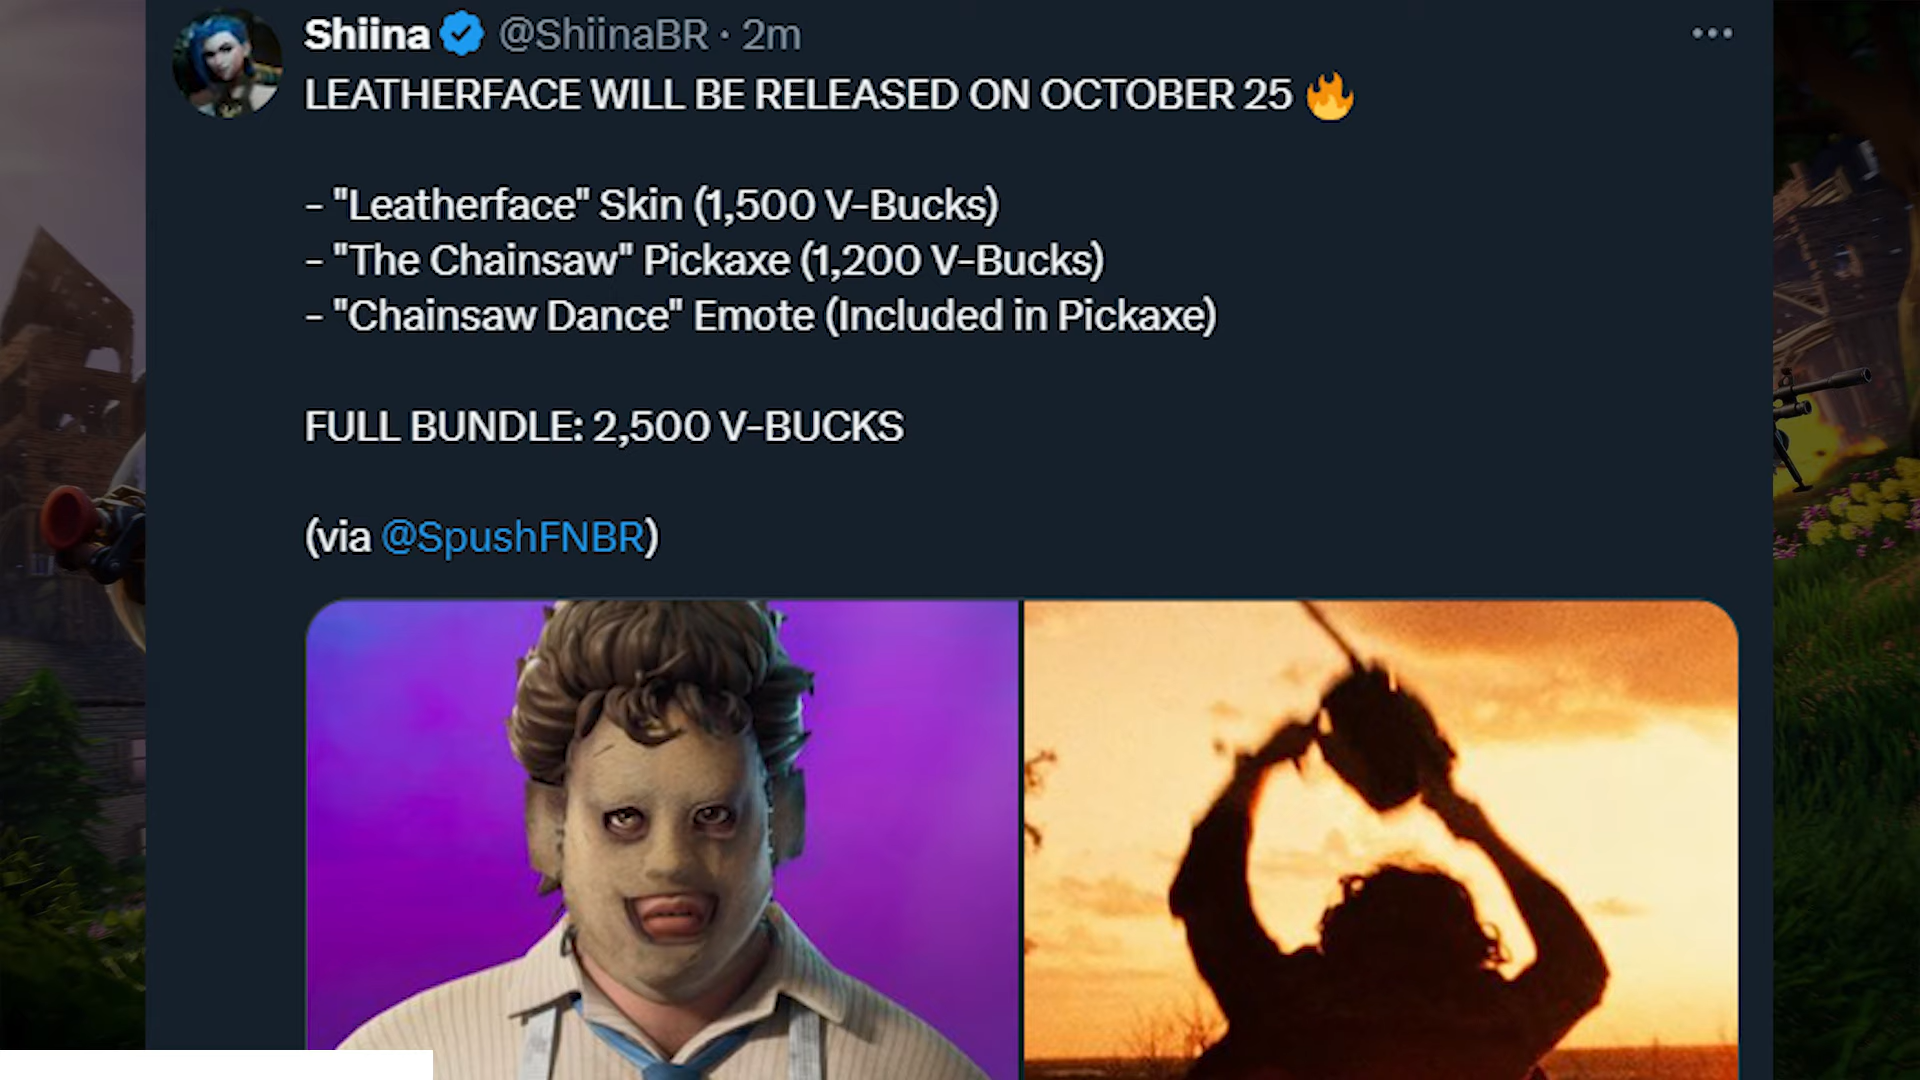 Shiina @ShiinaBR · 2m
LEATHERFACE WILL BE RELEASED ON OCTOBER 25 🔥
- "Leatherface" Skin (1,500 V-Bucks)
- "The Chainsaw" Pickaxe (1,200 V-Bucks)
- "Chainsaw Dance" Emote (Included in Pickaxe)
FULL BUNDLE: 2,500 V-BUCKS
(via @SpushFNBR)